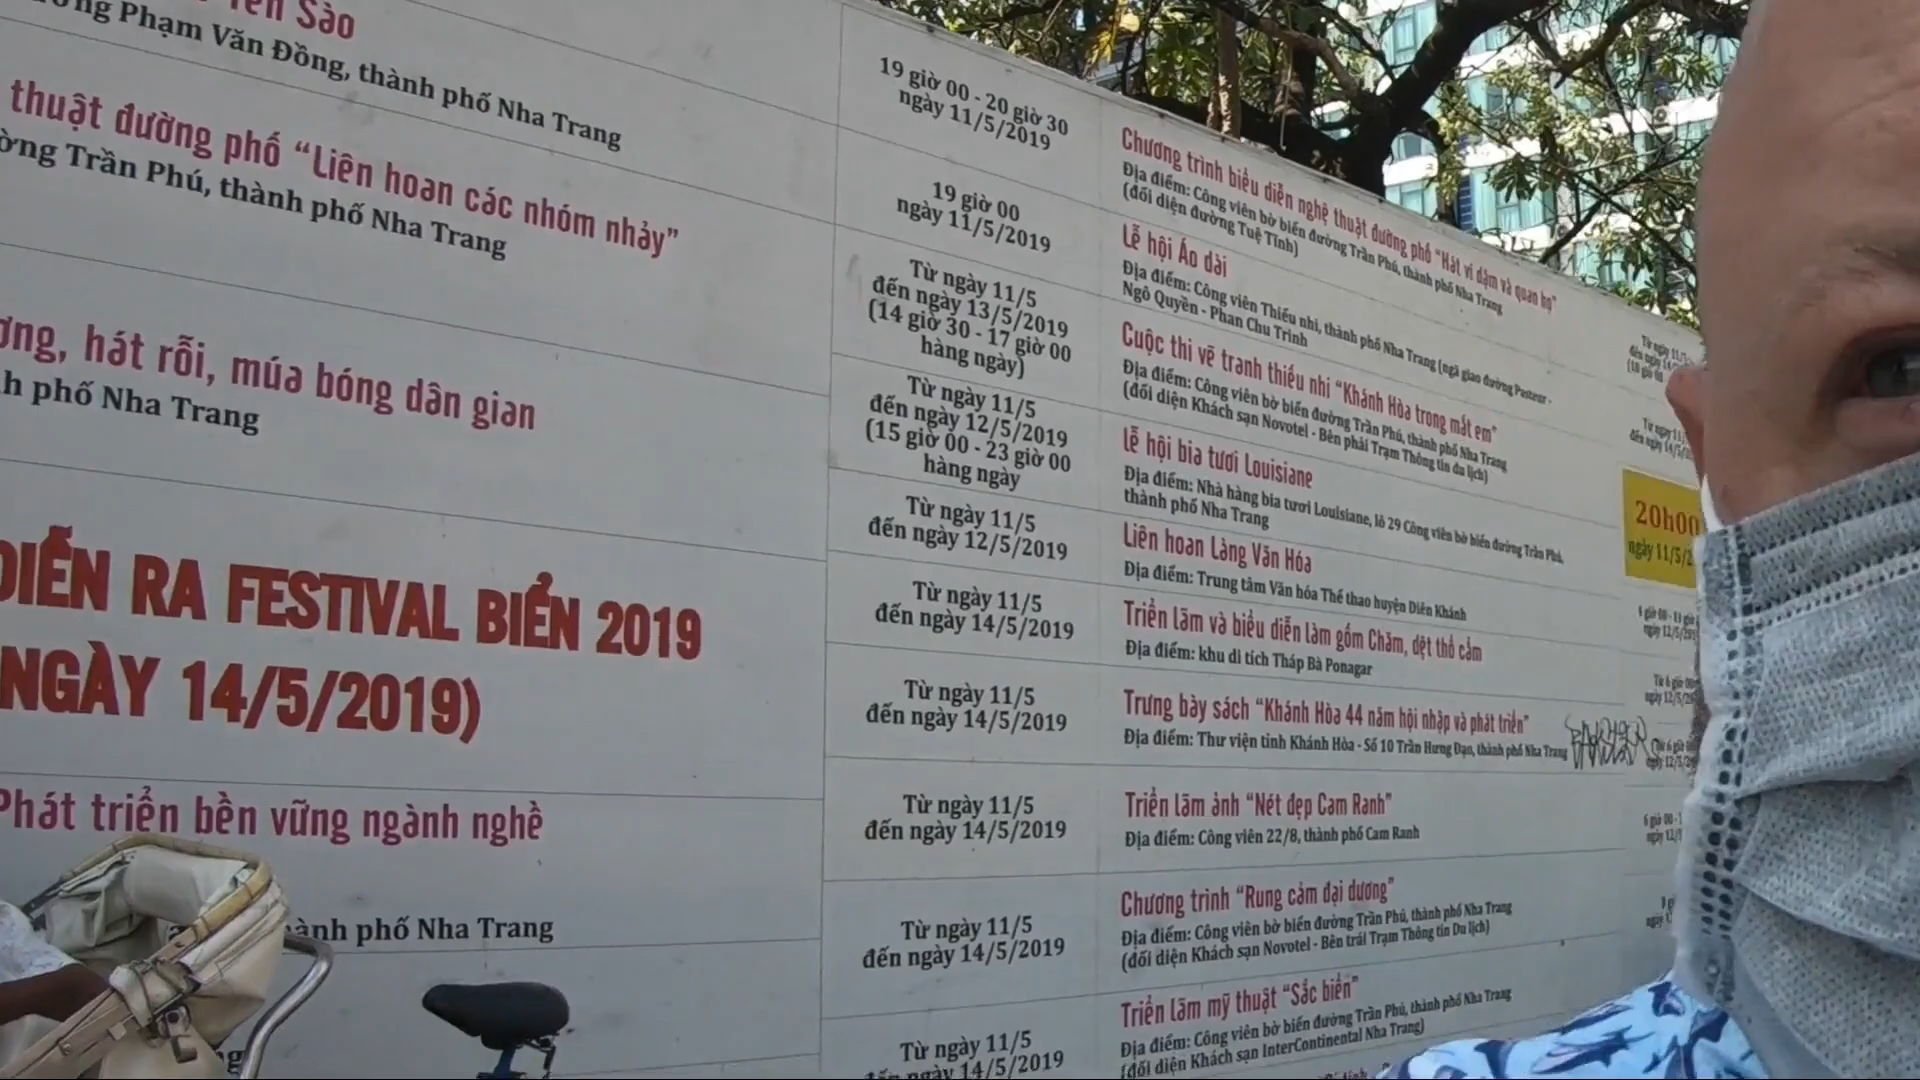 Yến Sào
Phạm Văn Đồng, thành phố Nha Trang
thuật đường phố “Liên hoan các nhóm nhảy”
Trần Phú, thành phố Nha Trang
hát rỗi, múa bóng dân gian
phố Nha Trang
DIỄN RA FESTIVAL BIỂN 2019
NGÀY 14/5/2019)
Phát triển bền vững ngành nghề
phố Nha Trang
19 giờ 00 - 20 giờ 30
ngày 11/5/2019
Chương trình biểu diễn nghệ thuật đường phố “Hát ví dặm và quan họ”
Địa điểm: Công viên bờ biển đường Trần Phú, thành phố Nha Trang
(đối diện đường Tuệ Tĩnh)
19 giờ 00
ngày 11/5/2019
Lễ hội Áo dài
Địa điểm: Công viên Thiếu nhi, thành phố Nha Trang (ngã giao đường Pasteur -
Ngô Quyền - Phan Chu Trinh
Từ ngày 11/5
đến ngày 13/5/2019
(14 giờ 30 - 17 giờ 00
hàng ngày)
Cuộc thi vẽ tranh thiếu nhi “Khánh Hòa trong mắt em”
Địa điểm: Công viên bờ biển đường Trần Phú, thành phố Nha Trang
(đối diện Khách sạn Novotel - Bên phải Trạm Thông tin du lịch)
Từ ngày 11/5
đến ngày 12/5/2019
(15 giờ 00 - 23 giờ 00
hàng ngày
Lễ hội bia tươi Louisiane
Địa điểm: Nhà hàng bia tươi Louisiane, lô 29 Công viên bờ biển đường Trần Phú,
thành phố Nha Trang
Từ ngày 11/5
đến ngày 12/5/2019
Liên hoan Làng Văn Hóa
Địa điểm: Trung tâm Văn hóa Thể thao huyện Diên Khánh
Từ ngày 11/5
đến ngày 14/5/2019
Triển lãm và biểu diễn làm gốm Chăm, dệt thổ cẩm
Địa điểm: khu di tích Tháp Bà Ponagar
Từ ngày 11/5
đến ngày 14/5/2019
Trưng bày sách “Khánh Hòa 44 năm hội nhập và phát triển”
Địa điểm: Thư viện tỉnh Khánh Hòa - Số 10 Trần Hưng Đạo, thành phố Nha Trang
Từ ngày 11/5
đến ngày 14/5/2019
Triển lãm ảnh “Nét đẹp Cam Ranh”
Địa điểm: Công viên 22/8, thành phố Cam Ranh
Từ ngày 11/5
đến ngày 14/5/2019
Chương trình “Rung cảm đại dương”
Địa điểm: Công viên bờ biển đường Trần Phú, thành phố Nha Trang
(đối diện Khách sạn Novotel - Bên trái Trạm Thông tin Du lịch)
Từ ngày 11/5
đến ngày 14/5/2019
Triển lãm mỹ thuật “Sắc biển”
Địa điểm: Công viên bờ biển đường Trần Phú, thành phố Nha Trang
(đối diện Khách sạn InterContinental Nha Trang)
20h00
ngày 11/5/2